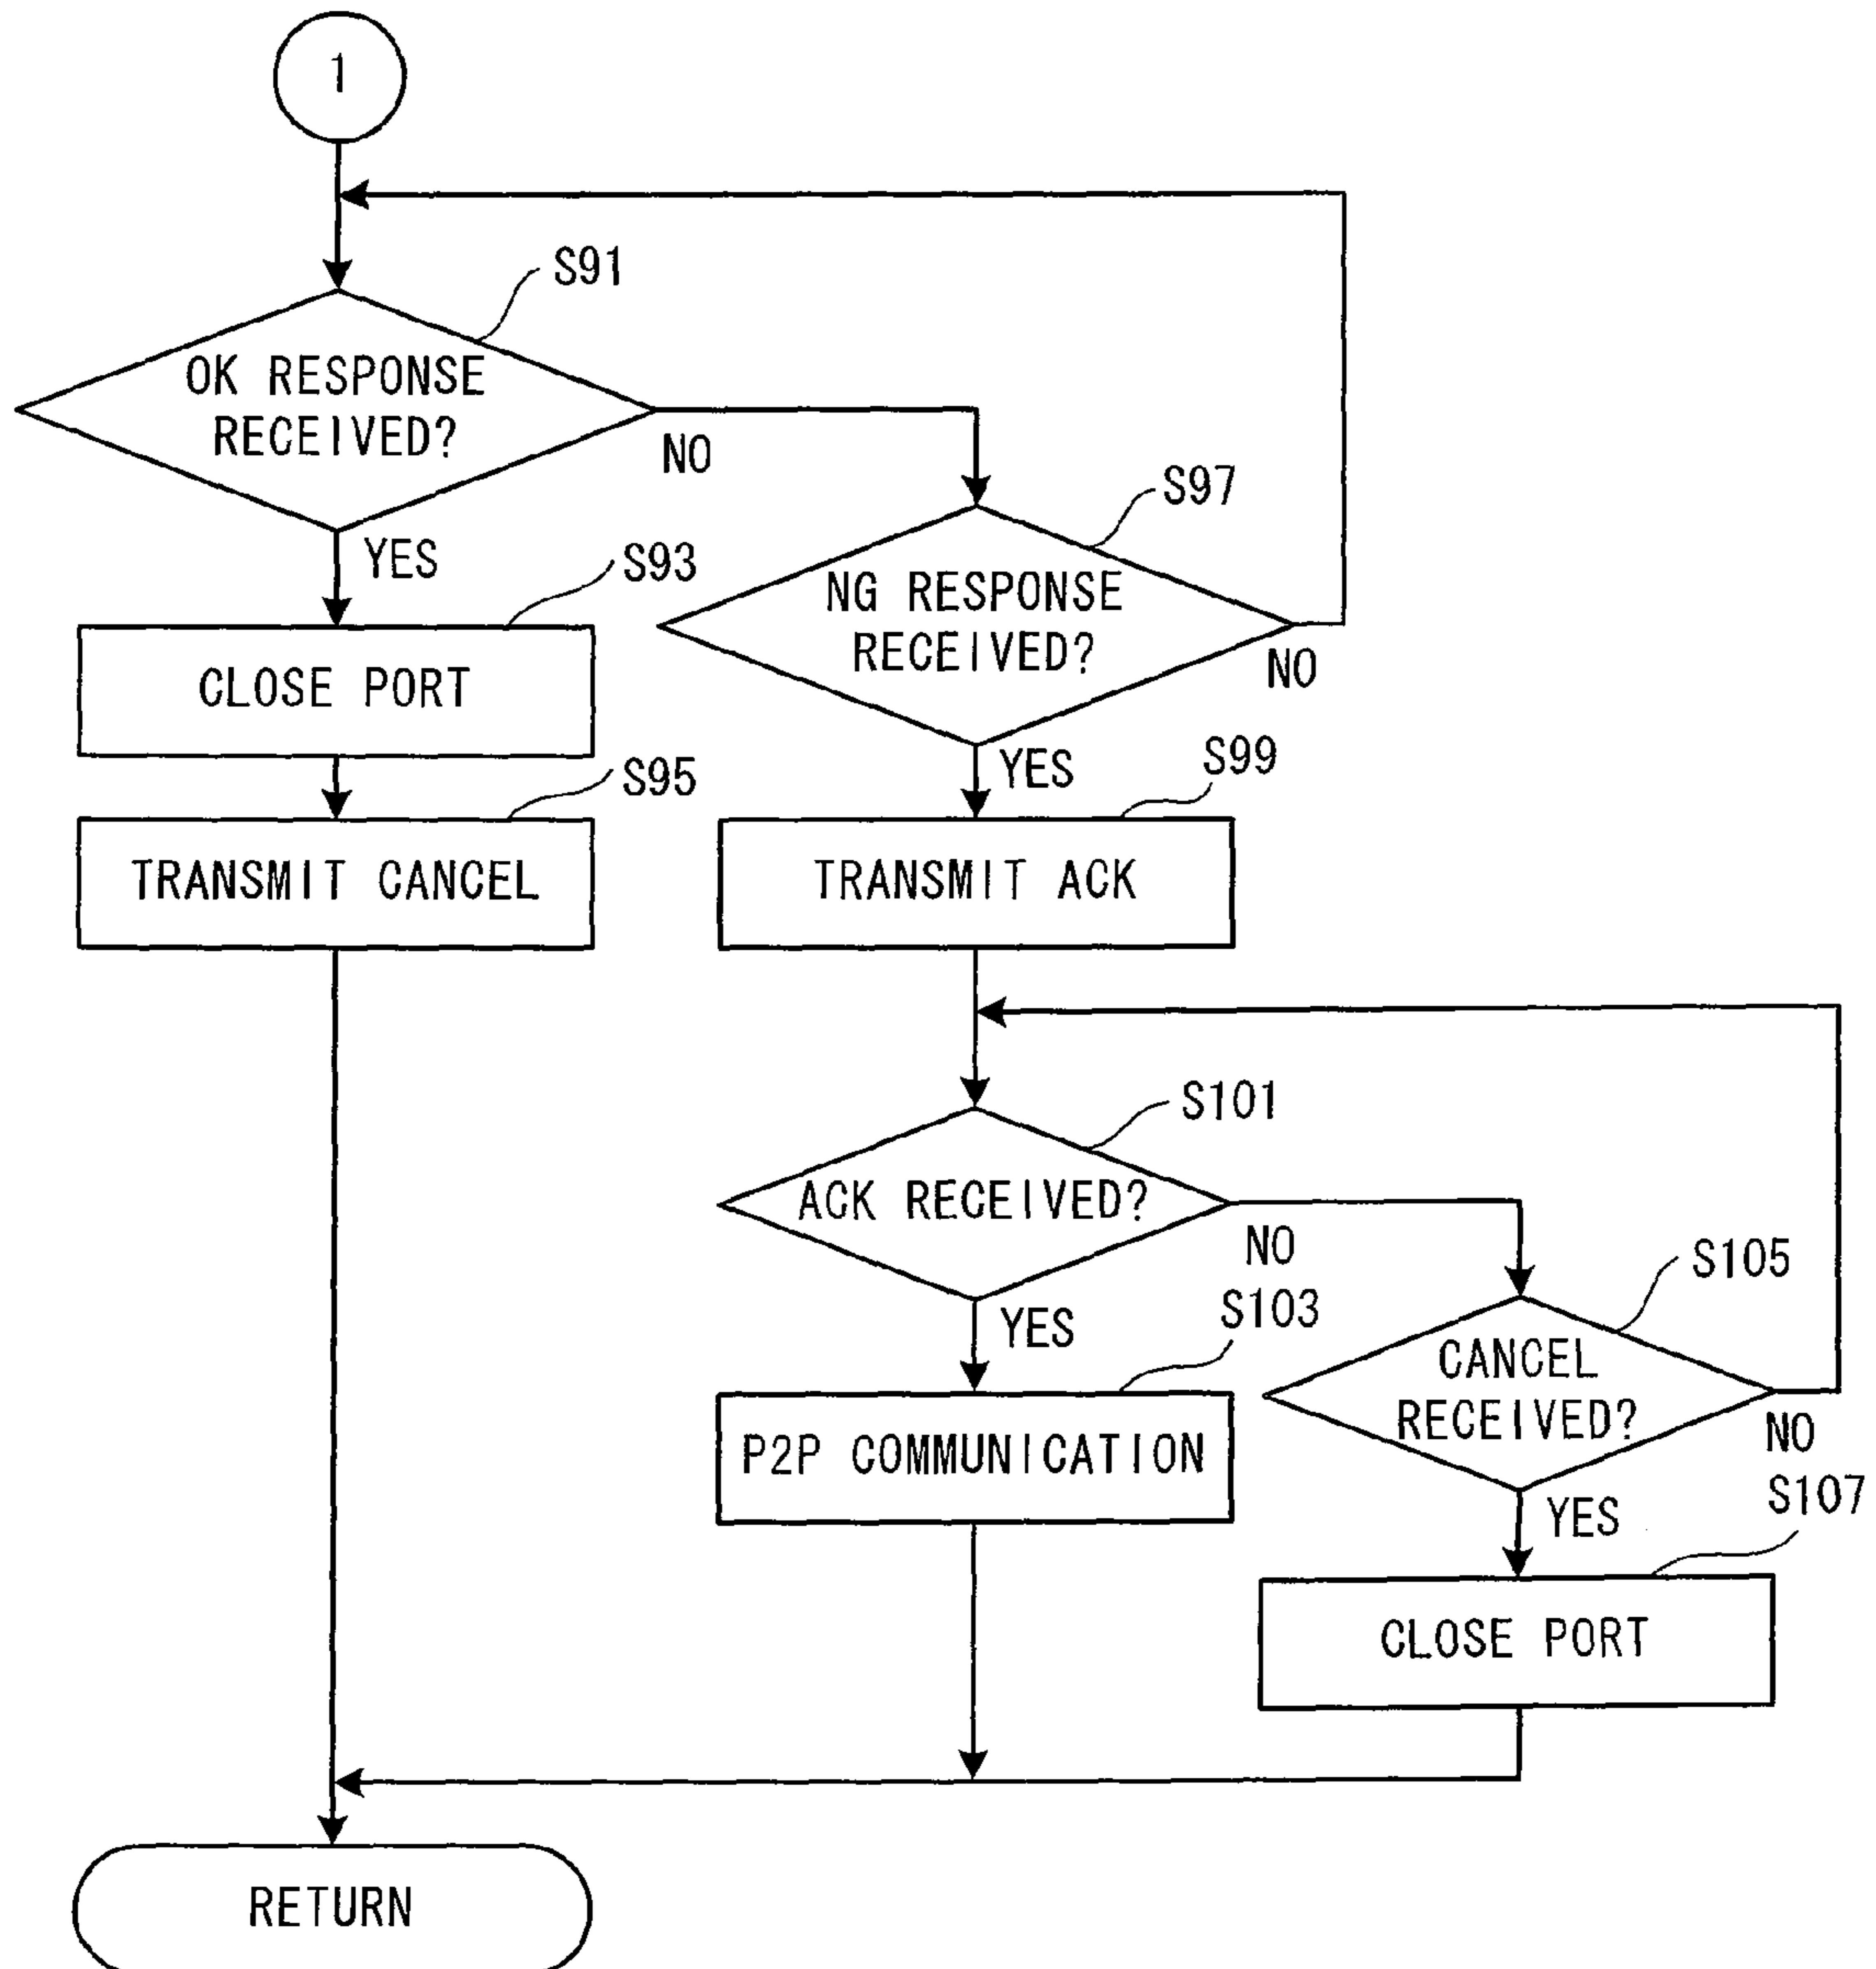 1
S91
OK RESPONSE
RECEIVED?
NO
S97
YES
S93
NG RESPONSE
RECEIVED?
NO
CLOSE PORT
YES
S99
S95
TRANSMIT CANCEL
TRANSMIT ACK
S101
ACK RECEIVED?
NO
S105
S103
YES
CANCEL
RECEIVED?
NO
P2P COMMUNICATION
S107
YES
CLOSE PORT
RETURN